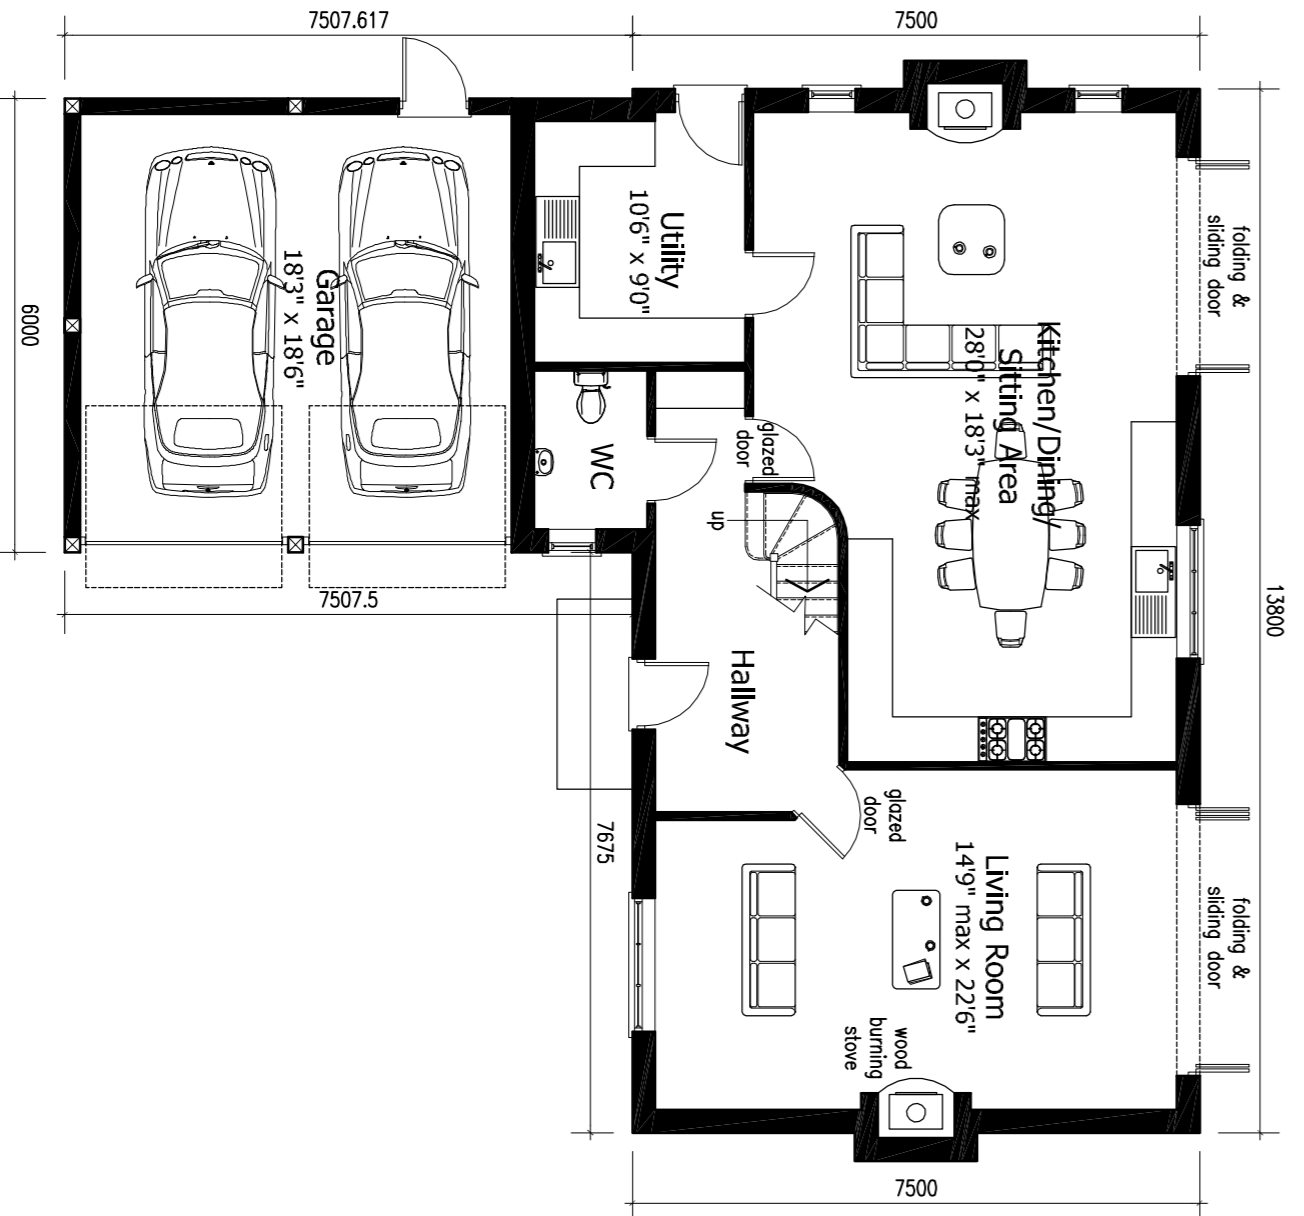 7507.617
7500
6000
13800
folding &
sliding door
Utility
10'6" x 9'0"
Garage
18'3" x 18'6"
Kitchen/Dining/
Sitting Area
28'0" x 18'3" max
glazed
door
WC
up
7507.5
Hallway
glazed
door
7675
Living Room
14'9" max x 22'6"
folding &
sliding door
wood
burning
stove
7500